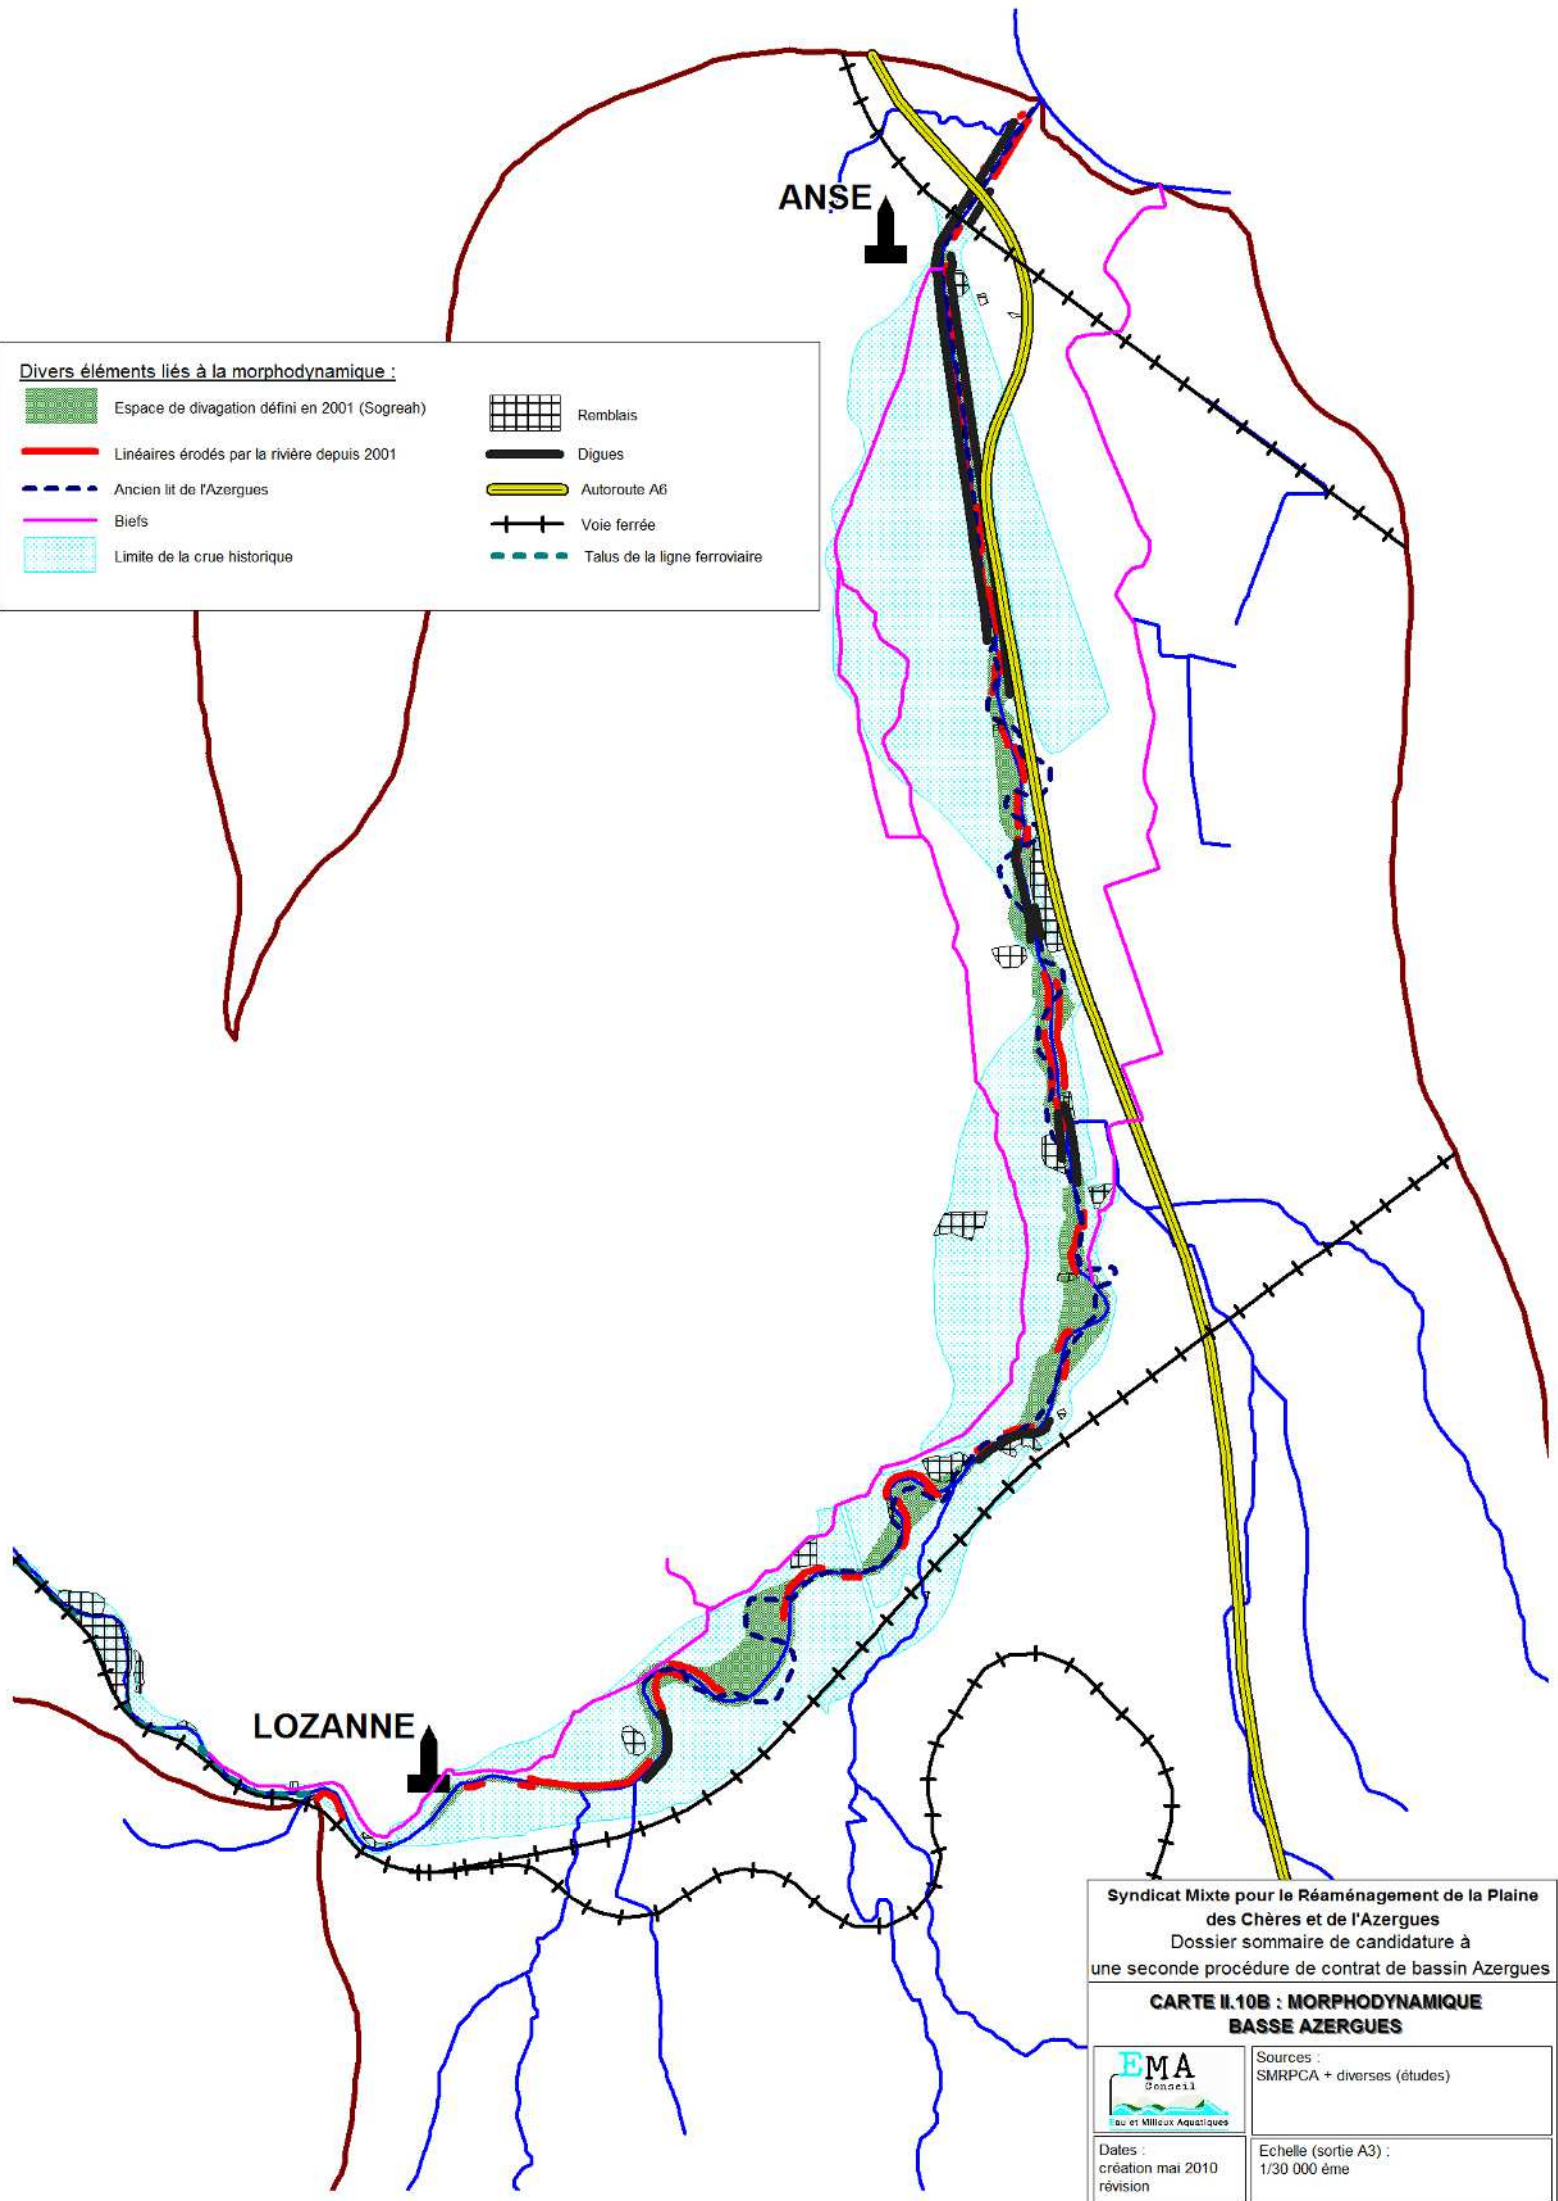 ANSE
Divers éléments liés à la morphodynamique :
Espace de divagation défini en 2001 (Sogreah)
Linéaires érodés par la rivière depuis 2001
Ancien lit de l'Azergues
Biefs
Limite de la crue historique
Remblais
Digues
Autoroute A6
Voie ferrée
Talus de la ligne ferroviaire
LOZANNE
Syndicat Mixte pour le Réaménagement de la Plaine
des Chères et de l'Azergues
Dossier sommaire de candidature à
une seconde procédure de contrat de bassin Azergues
CARTE II.10B : MORPHODYNAMIQUE
BASSE AZERGUES
EMA
Conseil
Eau et Milieux Aquatiques
Sources :
SMRPCA + diverses (études)
Dates :
création mai 2010
révision
Echelle (sortie A3) :
1/30 000 éme